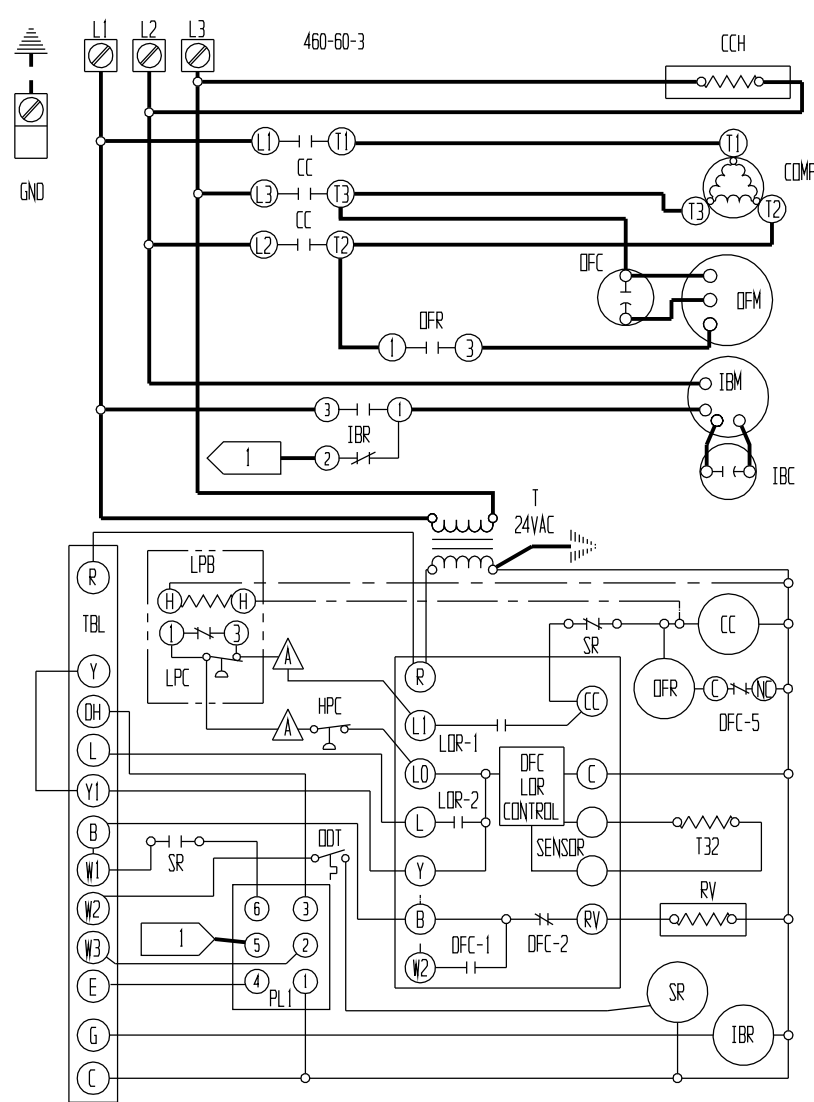 L1 L2 L3
460-60-3
CCH
GND
L1 T1
CC
T1
COMP
L3 T3
CC
T3 T2
L2 T2
OFC
OFM
OFR
1 3
IBM
3 1
IBR
1 2
IBC
T
24VAC
R
TBL
LPB
H H
1 3
LPC
A
A
HPC
SR
CC
OFR
C NC
DFC-5
R
CC
L1
LOR-1
LO
DFC
LOR
CONTROL
C
LOR-2
L
SENSOR
T32
Y
B
DFC-1
DFC-2
RV
RV
W2
Y
OH
L
Y1
B
W1
SR
ODT
W2
W3
E
G
C
6 3
1
5 2
4 1
PL1
SR
IBR